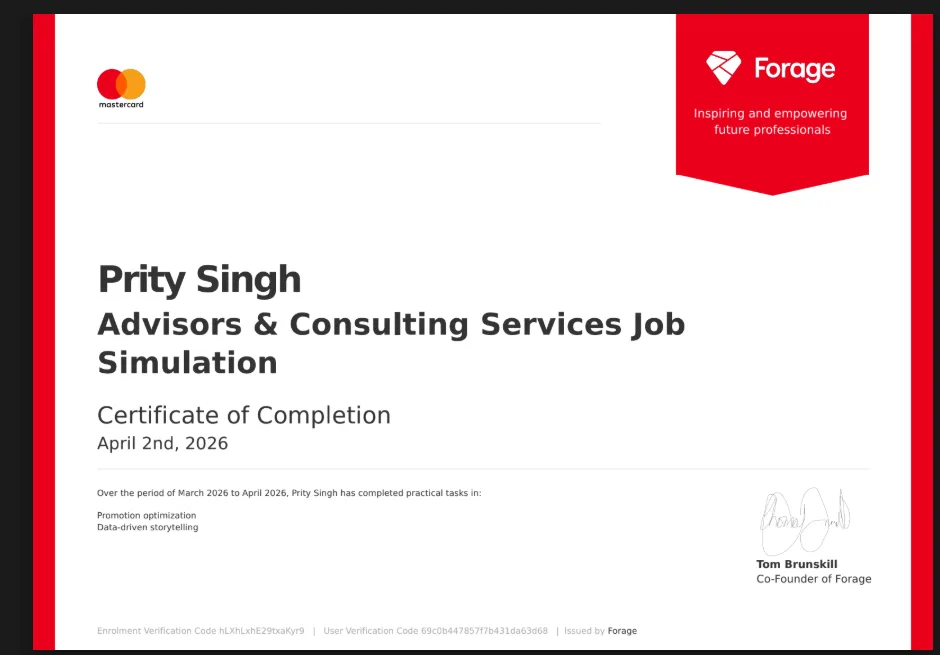 mastercard
Forage
Inspiring and empowering
future professionals
Prity Singh
Advisors & Consulting Services Job
Simulation
Certificate of Completion
April 2nd, 2026
Over the period of March 2026 to April 2026, Prity Singh has completed practical tasks in:
Promotion optimization
Data-driven storytelling
Tom Brunskill
Co-Founder of Forage
Enrolment Verification Code hLXhLxhE29txaKyr9 | User Verification Code 69c0b447857f7b431da63d68 | Issued by Forage